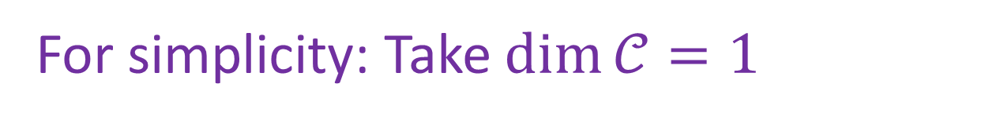 For simplicity: Take dim 𝒞 = 1